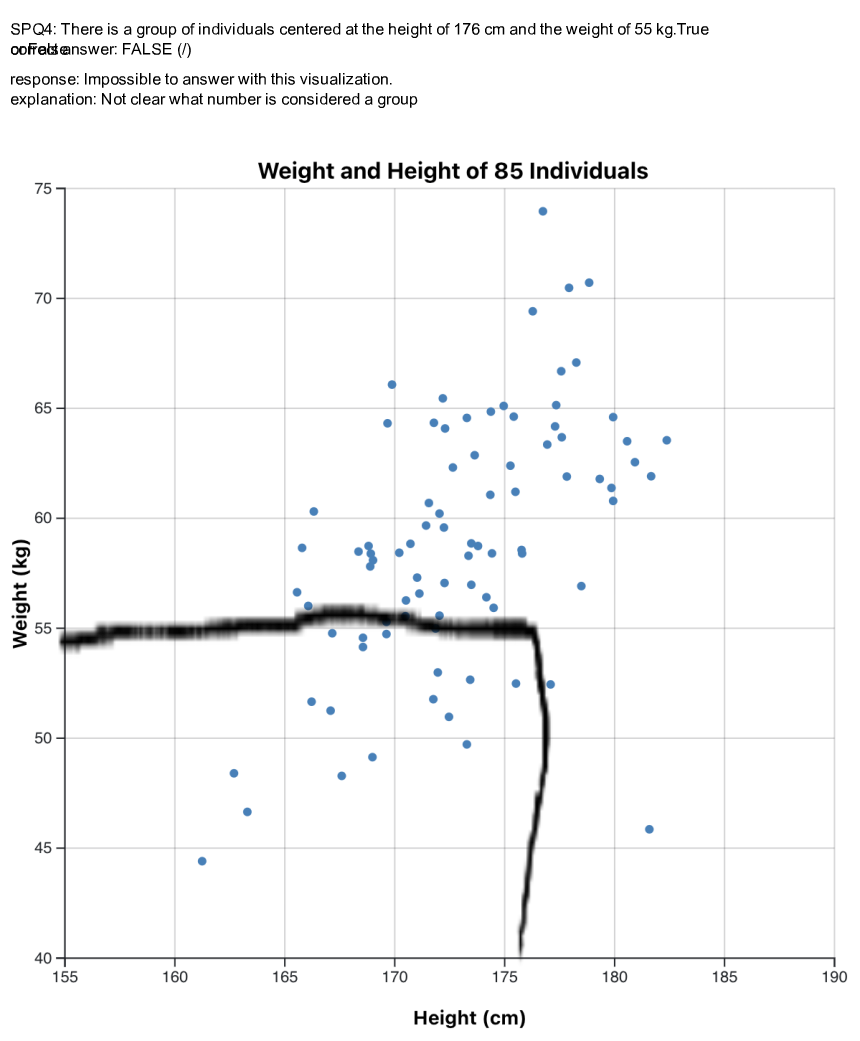 SPQ4: There is a group of individuals centered at the height of 176 cm and the weight of 55 kg.True
or False
correct answer: FALSE (/)
response: Impossible to answer with this visualization.
explanation: Not clear what number is considered a group
Weight and Height of 85 Individuals
75
70
65
60
55
50
45
40
Weight (kg)
155 160 165 170 175 180 185 190
Height (cm)